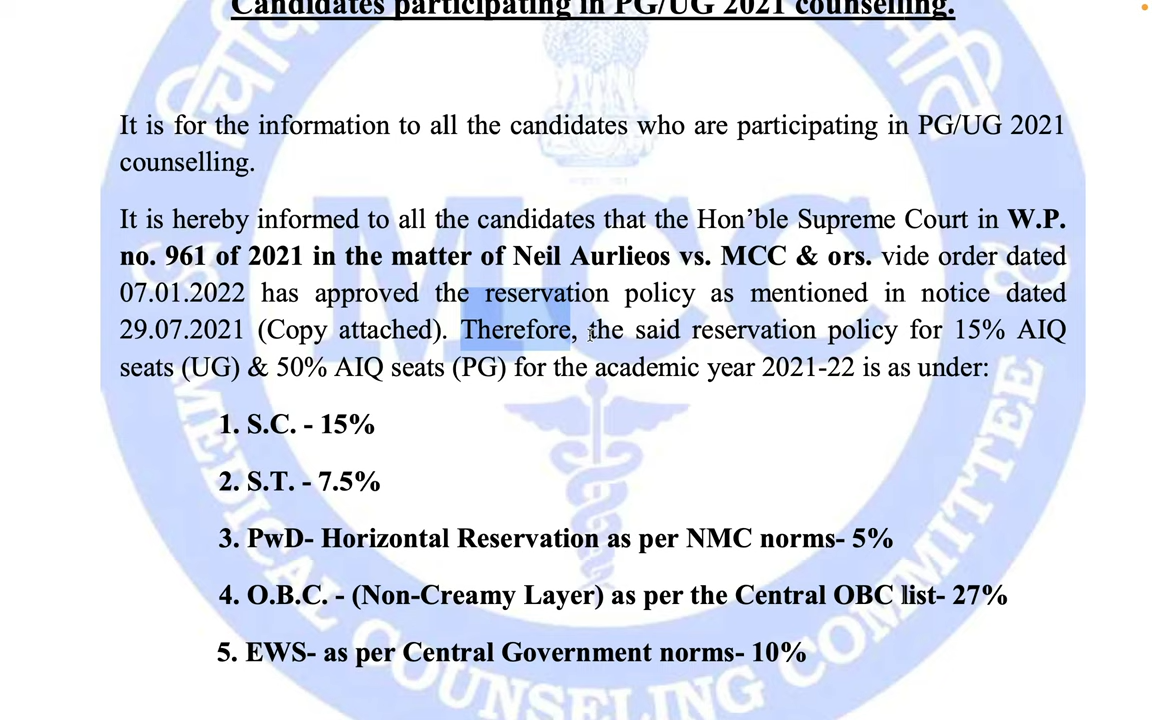 Candidates participating in PG/UG 2021 counselling.
It is for the information to all the candidates who are participating in PG/UG 2021
counselling.
It is hereby informed to all the candidates that the Hon’ble Supreme Court in W.P.
no. 961 of 2021 in the matter of Neil Aurlieos vs. MCC & ors. vide order dated
07.01.2022 has approved the reservation policy as mentioned in notice dated
29.07.2021 (Copy attached). Therefore, the said reservation policy for 15% AIQ
seats (UG) & 50% AIQ seats (PG) for the academic year 2021-22 is as under:
1. S.C. - 15%
2. S.T. - 7.5%
3. PwD- Horizontal Reservation as per NMC norms- 5%
4. O.B.C. - (Non-Creamy Layer) as per the Central OBC list- 27%
5. EWS- as per Central Government norms- 10%
MCC
MEDICAL COUNSELING COMMITTEE